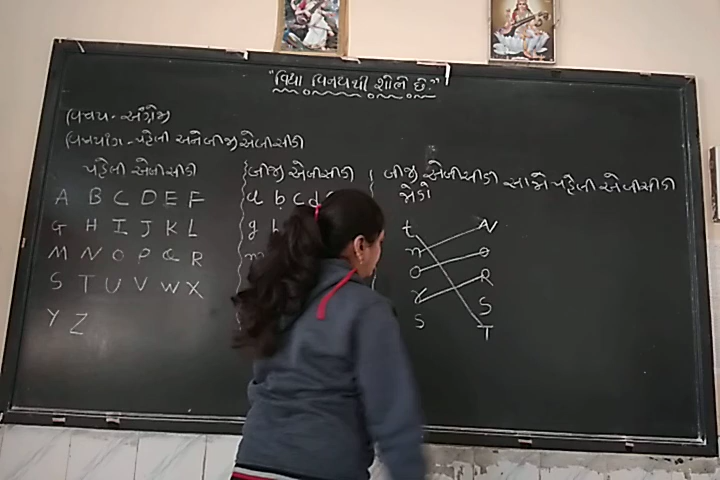 "વિદ્યા વિનયથી શોભે છે."
વિષય - અંગ્રેજી
વિષયાંગ - પહેલી અને બીજી એબીસીડી
પહેલી એબીસીડી
A B C D E F
G H I J K L
M N O P Q R
S T U V W X
Y Z
બીજી એબીસીડી
a b c d
g h
m
બીજી એબીસીડી સામે પહેલી એબીસીડી
જોડો
t N
n O
o R
r S
s T